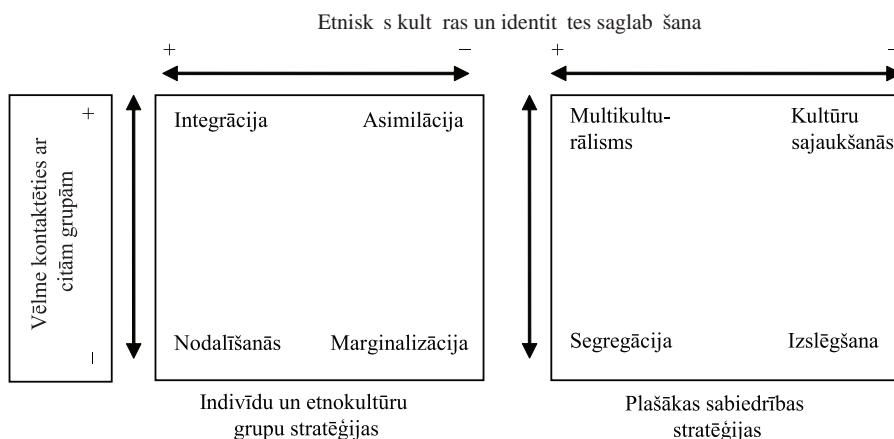 Etnisk s kult ras un identit tes saglab šana
+ − + −
Vēlme kontaktēties ar
citām grupām
+
−
Integrācija Asimilācija
Nodalīšanās Marginalizācija
Multikultu-
rālisms
Kultūru
sajaukšanās
Segregācija Izslēgšana
Indivīdu un etnokultūru
grupu stratēģijas
Plašākas sabiedrības
stratēģijas